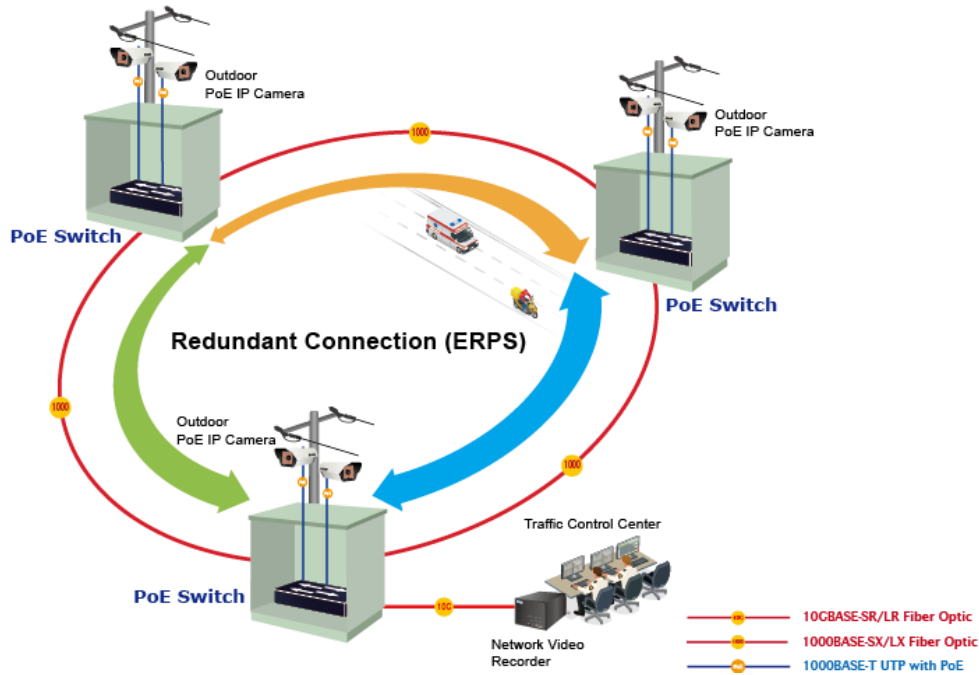 Outdoor
PoE IP Camera
PoE Switch
1000
Outdoor
PoE IP Camera
PoE Switch
Redundant Connection (ERPS)
1000
Outdoor
PoE IP Camera
1000
PoE Switch
Traffic Control Center
10G
Network Video
Recorder
10GBASE-SR/LR Fiber Optic
1000
1000BASE-SX/LX Fiber Optic
PoE
1000BASE-T UTP with PoE